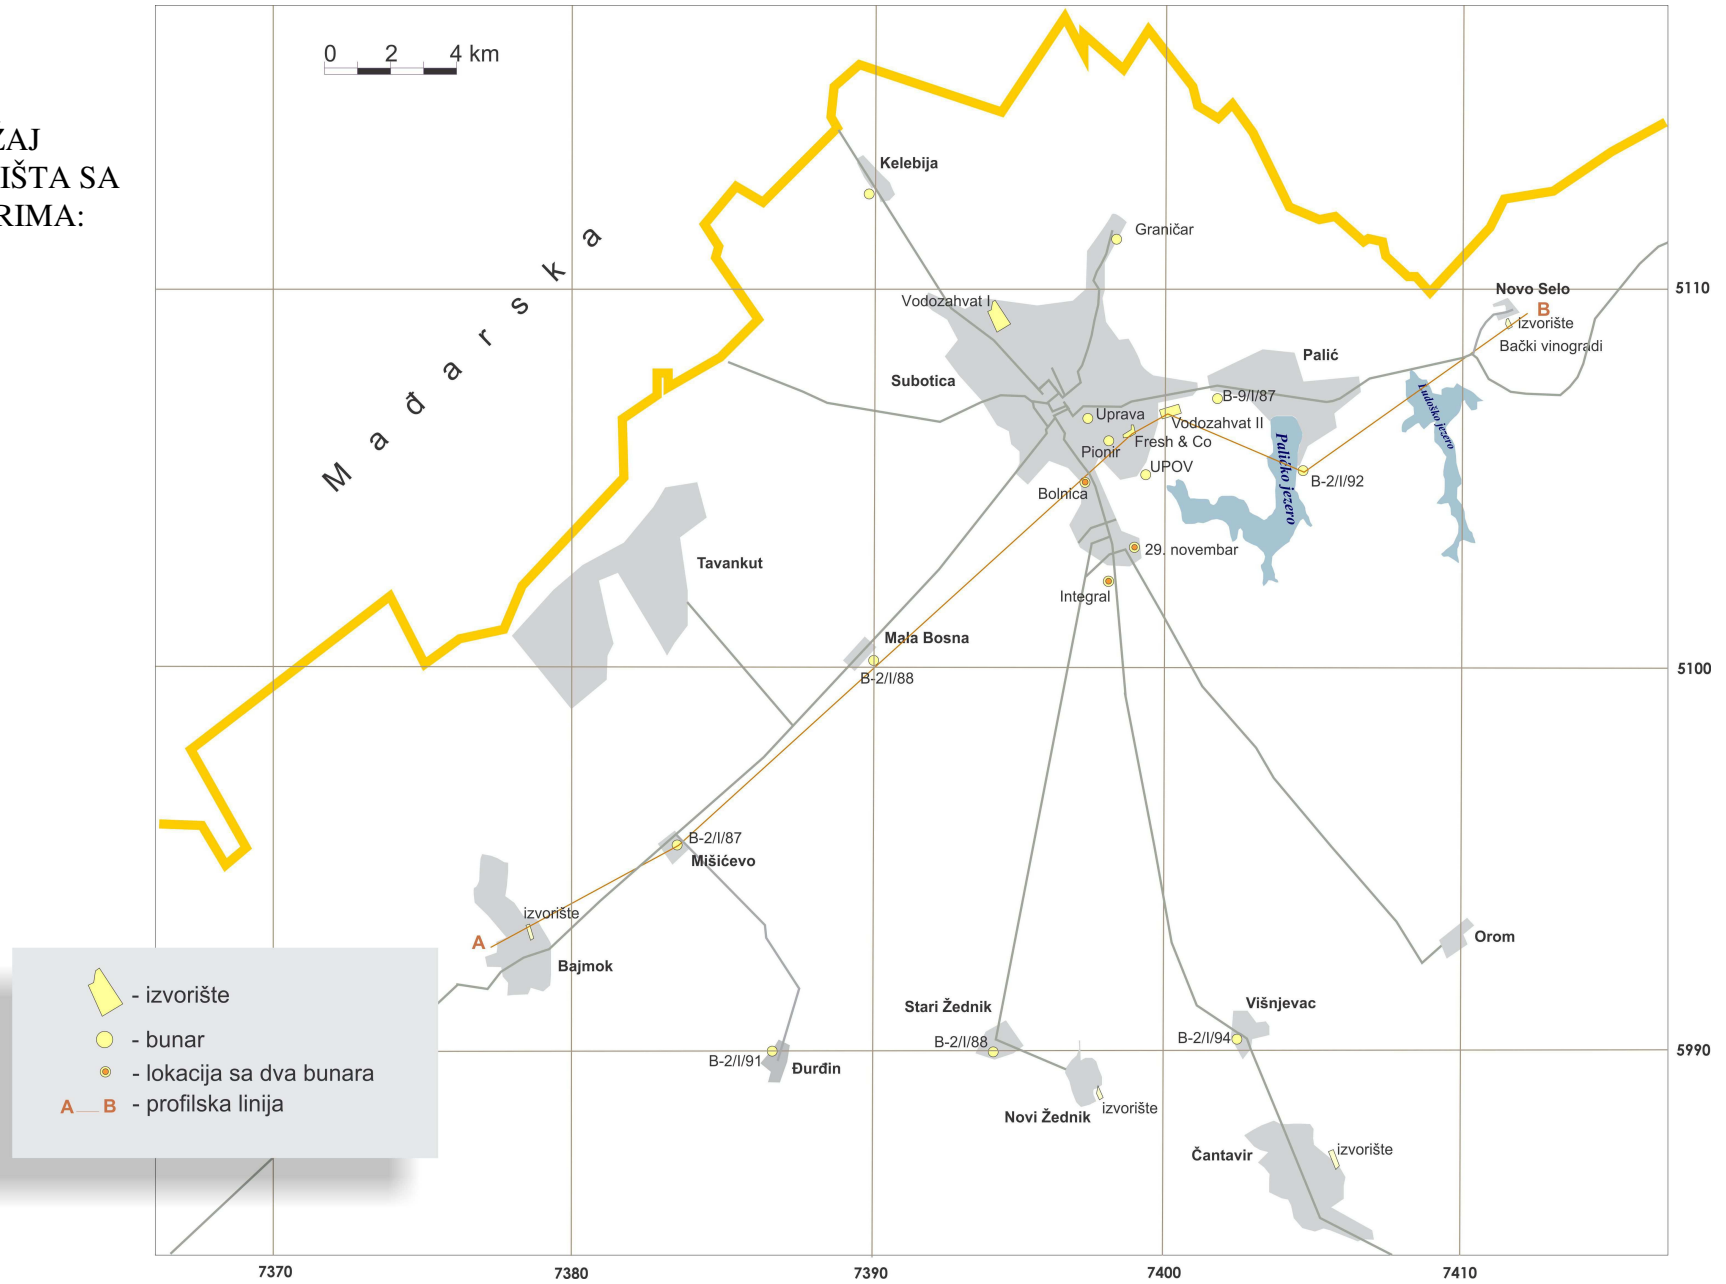 0 2 4 km
ŽAJ
IŠTA SA
RIMA:
Mađarska
Kelebija
Graničar
Vodozahvat I
Novo Selo
5110
B
izvorište
Bački vinogradi
Palić
Subotica
Ludoško jezero
B-9/I/87
Uprava
Vodozahvat II
Fresh & Co
Pionir
UPOV
Palićko jezero
B-2/I/92
Bolnica
29. novembar
Tavankut
Integral
Mala Bosna
5100
B-2/I/88
B-2/I/87
Mišićevo
izvorište
A
Bajmok
Orom
- izvorište
- bunar
- lokacija sa dva bunara
A B - profilska linija
Stari Žednik
B-2/I/88
Višnjevac
B-2/I/94
5990
B-2/I/91
Đurđin
Novi Žednik
izvorište
Čantavir
izvorište
7370 7380 7390 7400 7410